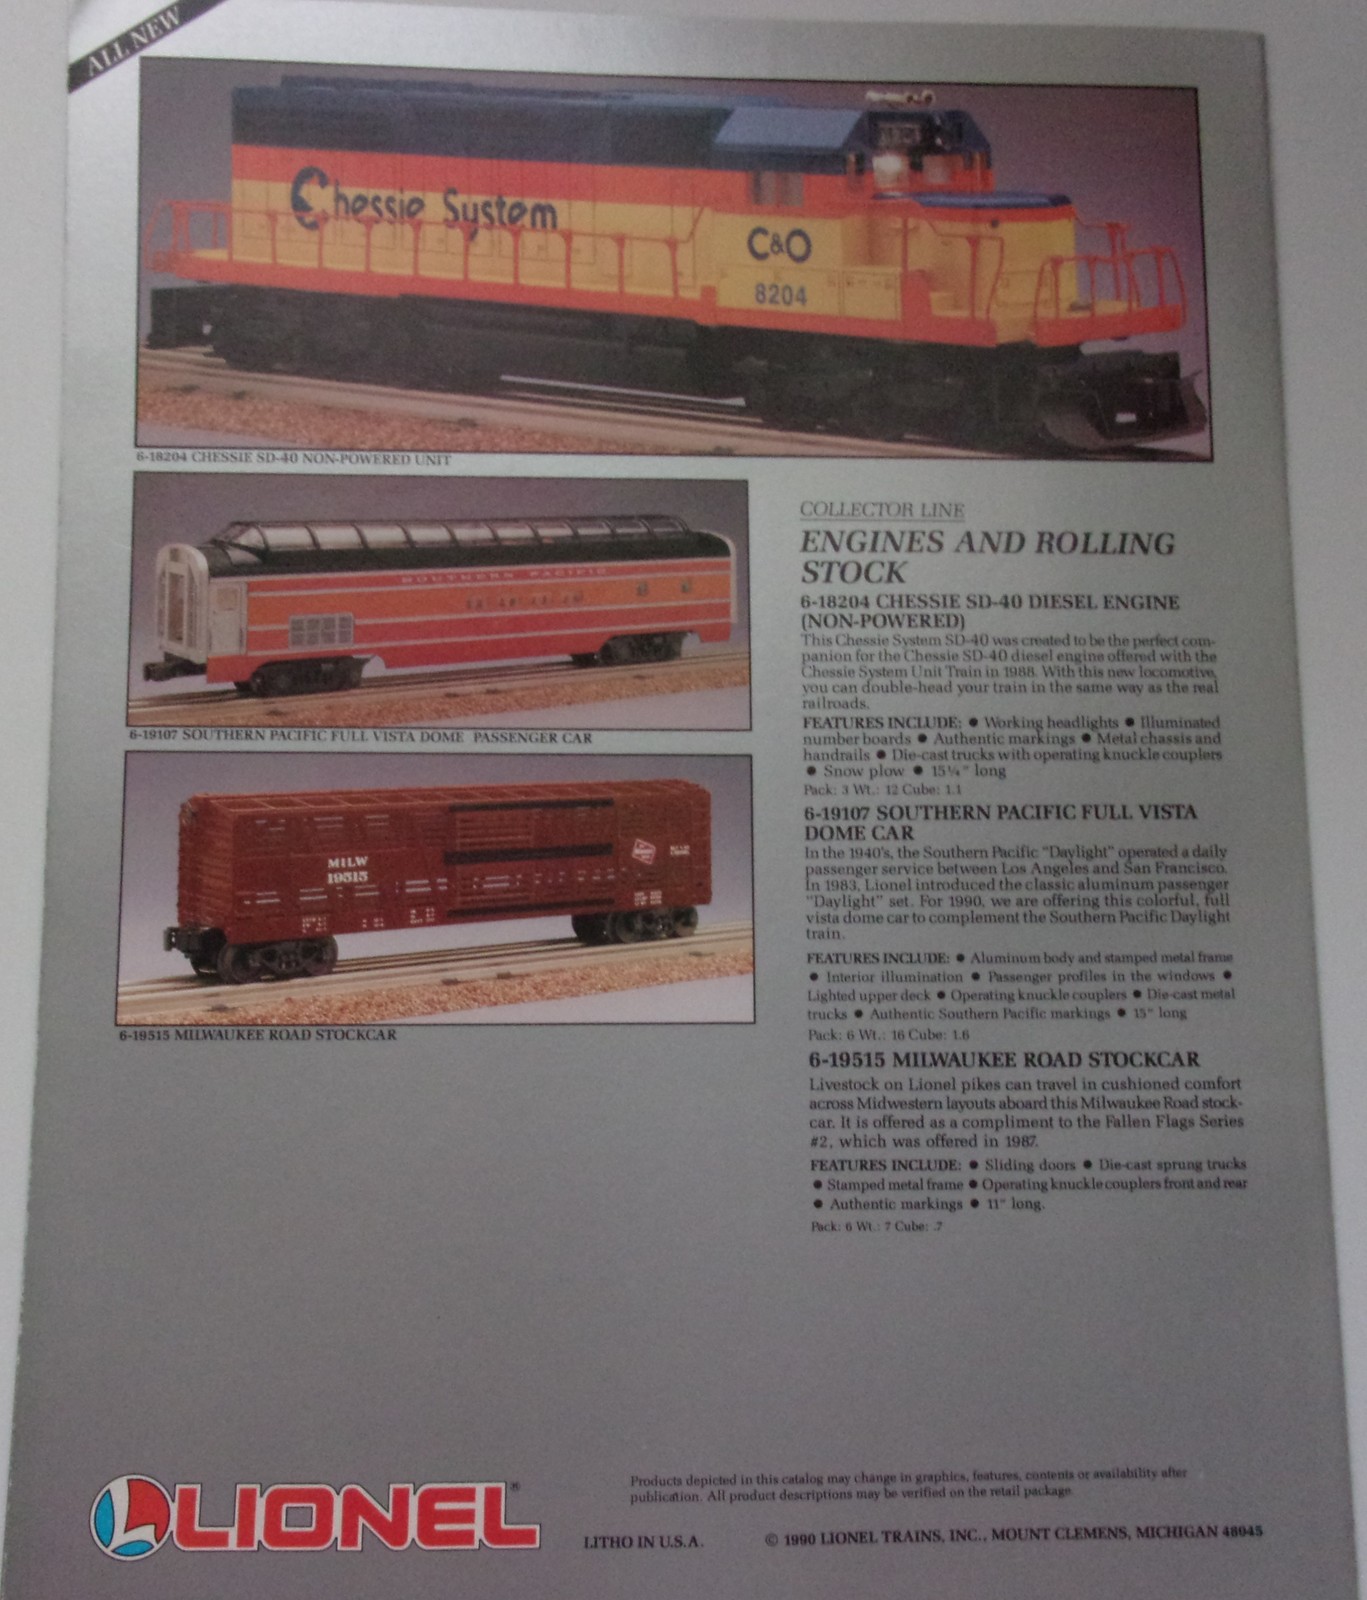 ALL NEW
Chessie System
C&O
8204
6-18204 CHESSIE SD-40 NON-POWERED UNIT
SOUTHERN PACIFIC
6-19107 SOUTHERN PACIFIC FULL VISTA DOME PASSENGER CAR
MILW
19515
6-19515 MILWAUKEE ROAD STOCKCAR
COLLECTOR LINE
ENGINES AND ROLLING
STOCK
6-18204 CHESSIE SD-40 DIESEL ENGINE
(NON-POWERED)
This Chessie System SD-40 was created to be the perfect com-
panion for the Chessie SD-40 diesel engine offered with the
Chessie System Unit Train in 1988. With this new locomotive,
you can double-head your train in the same way as the real
railroads.
FEATURES INCLUDE: ● Working headlights ● Illuminated
number boards ● Authentic markings ● Metal chassis and
handrails ● Die-cast trucks with operating knuckle couplers
● Snow plow ● 15¼" long
Pack: 3 Wt.: 12 Cube: 1.1
6-19107 SOUTHERN PACIFIC FULL VISTA
DOME CAR
In the 1940's, the Southern Pacific "Daylight" operated a daily
passenger service between Los Angeles and San Francisco.
In 1983, Lionel introduced the classic aluminum passenger
"Daylight" set. For 1990, we are offering this colorful, full
vista dome car to complement the Southern Pacific Daylight
train.
FEATURES INCLUDE: ● Aluminum body and stamped metal frame
● Interior illumination ● Passenger profiles in the windows ●
Lighted upper deck ● Operating knuckle couplers ● Die-cast metal
trucks ● Authentic Southern Pacific markings ● 15" long
Pack: 6 Wt.: 16 Cube: 1.6
6-19515 MILWAUKEE ROAD STOCKCAR
Livestock on Lionel pikes can travel in cushioned comfort
across Midwestern layouts aboard this Milwaukee Road stock-
car. It is offered as a compliment to the Fallen Flags Series
#2, which was offered in 1987.
FEATURES INCLUDE: ● Sliding doors ● Die-cast sprung trucks
● Stamped metal frame ● Operating knuckle couplers front and rear
● Authentic markings ● 11" long.
Pack: 6 Wt.: 7 Cube: .7
Products depicted in this catalog may change in graphics, features, contents or availability after
publication. All product descriptions may be verified on the retail package.
LIONEL®
LITHO IN U.S.A. © 1990 LIONEL TRAINS, INC., MOUNT CLEMENS, MICHIGAN 48045